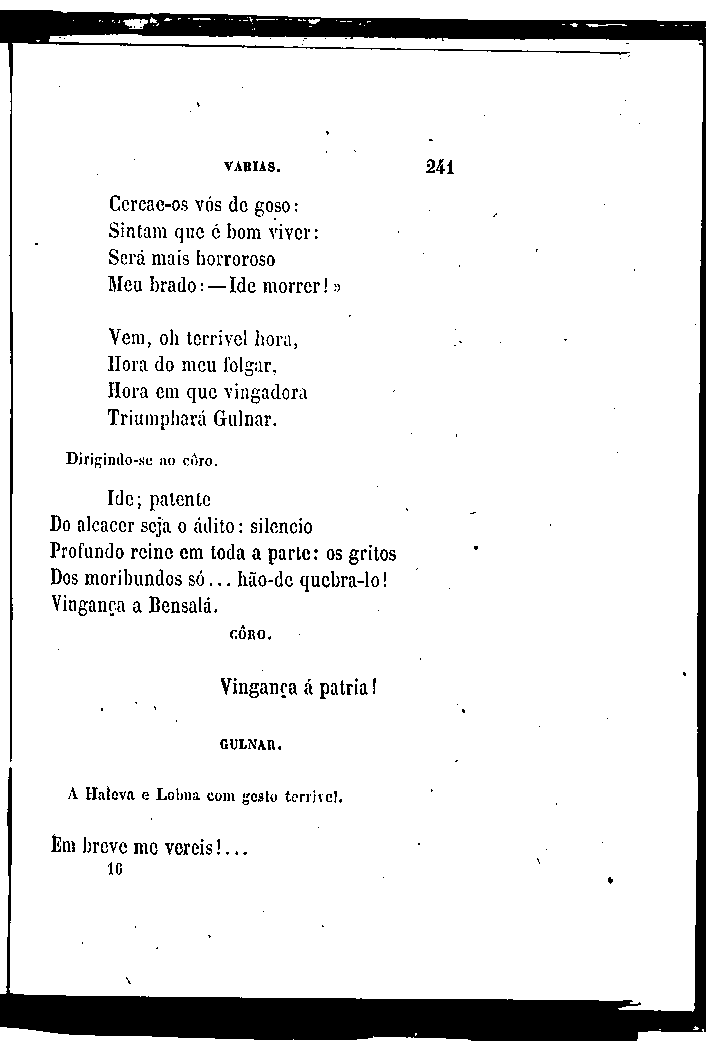 VARIAS. 241
Cercae-os vós de goso:
Sintam que é bom viver:
Será mais horroroso
Meu brado:—Ide morrer!»
Vem, oh terrivel hora,
Hora do meu folgar,
Hora em que vingadora
Triumphará Gulnar.
Dirigindo-se ao côro.
Ide; patente
Do alcacer seja o ádito: silencio
Profundo reine em toda a parte: os gritos
Dos moribundos só... hão-de quebra-lo!
Vingança a Bensalá.
CÔRO.
Vingança á patria!
GULNAR.
A Haleva e Lobna com gesto terrivel.
Em breve me vereis!...
16